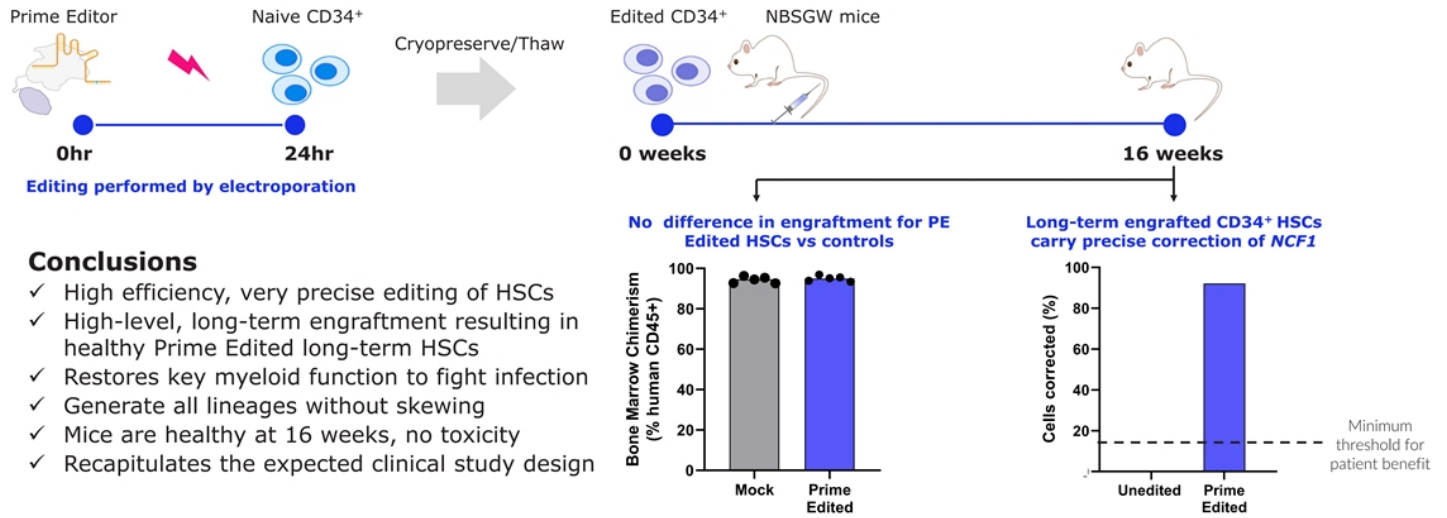 Prime Editor
Naive CD34⁺
Cryopreserve/Thaw
Edited CD34⁺
NBSGW mice
0hr
24hr
0 weeks
16 weeks
Editing performed by electroporation
Conclusions
✓ High efficiency, very precise editing of HSCs
✓ High-level, long-term engraftment resulting in
healthy Prime Edited long-term HSCs
✓ Restores key myeloid function to fight infection
✓ Generate all lineages without skewing
✓ Mice are healthy at 16 weeks, no toxicity
✓ Recapitulates the expected clinical study design
No difference in engraftment for PE
Edited HSCs vs controls
Bone Marrow Chimerism
(% human CD45+)
100
80
60
40
20
0
Mock
Prime
Edited
Long-term engrafted CD34⁺ HSCs
carry precise correction of NCF1
Cells corrected (%)
100
80
60
40
20
Unedited
Prime
Edited
Minimum
threshold for
patient benefit